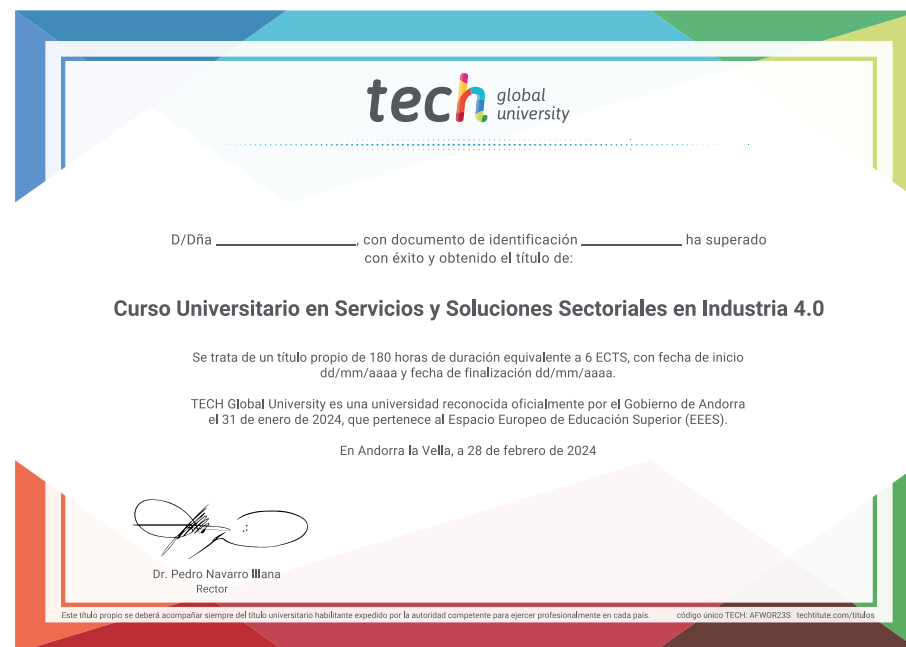 tech global university
D/Dña ____________________, con documento de identificación ______________ ha superado
con éxito y obtenido el título de:
Curso Universitario en Servicios y Soluciones Sectoriales en Industria 4.0
Se trata de un título propio de 180 horas de duración equivalente a 6 ECTS, con fecha de inicio
dd/mm/aaaa y fecha de finalización dd/mm/aaaa.
TECH Global University es una universidad reconocida oficialmente por el Gobierno de Andorra
el 31 de enero de 2024, que pertenece al Espacio Europeo de Educación Superior (EEES).
En Andorra la Vella, a 28 de febrero de 2024
Dr. Pedro Navarro Illana
Rector
Este título propio se deberá acompañar siempre del título universitario habilitante expedido por la autoridad competente para ejercer profesionalmente en cada país. código único TECH: AFWOR23S techtitute.com/titulos